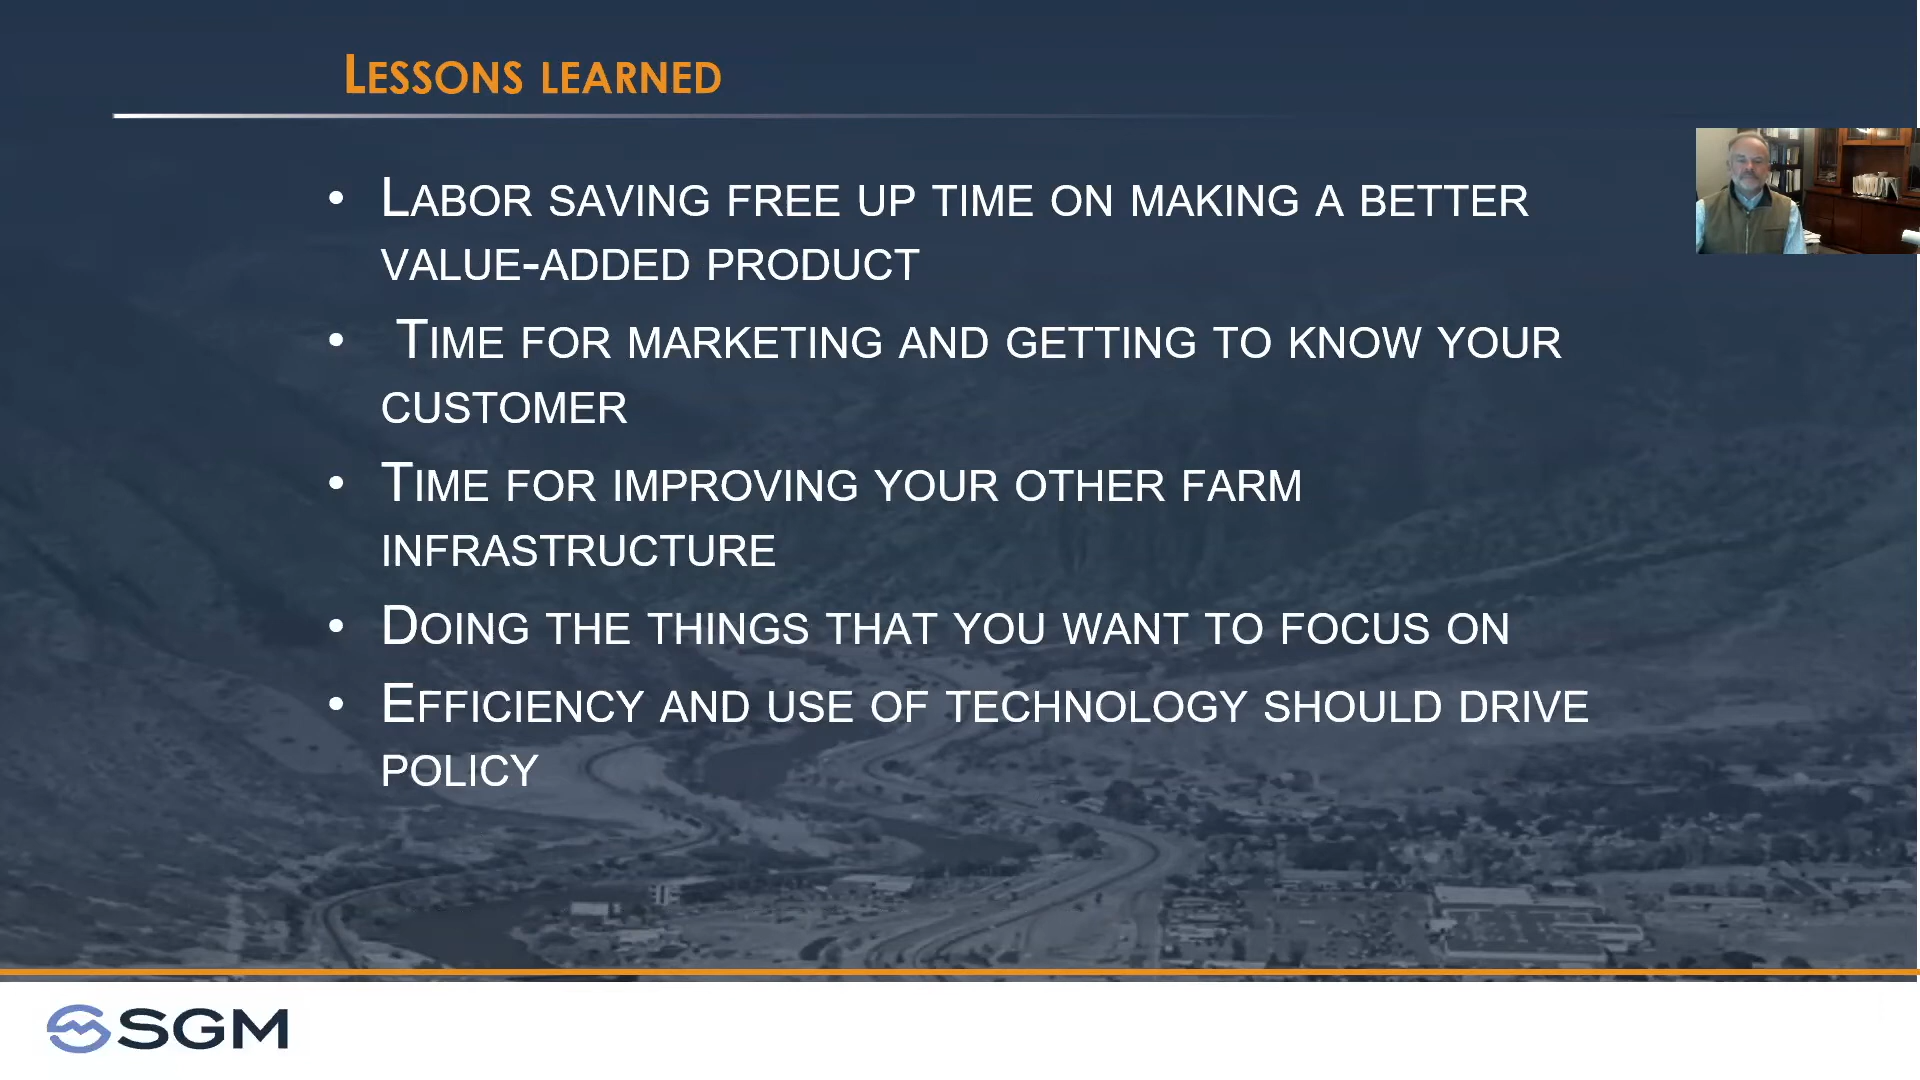 LESSONS LEARNED
• LABOR SAVING FREE UP TIME ON MAKING A BETTER
VALUE-ADDED PRODUCT
• TIME FOR MARKETING AND GETTING TO KNOW YOUR
CUSTOMER
• TIME FOR IMPROVING YOUR OTHER FARM
INFRASTRUCTURE
• DOING THE THINGS THAT YOU WANT TO FOCUS ON
• EFFICIENCY AND USE OF TECHNOLOGY SHOULD DRIVE
POLICY
SGM